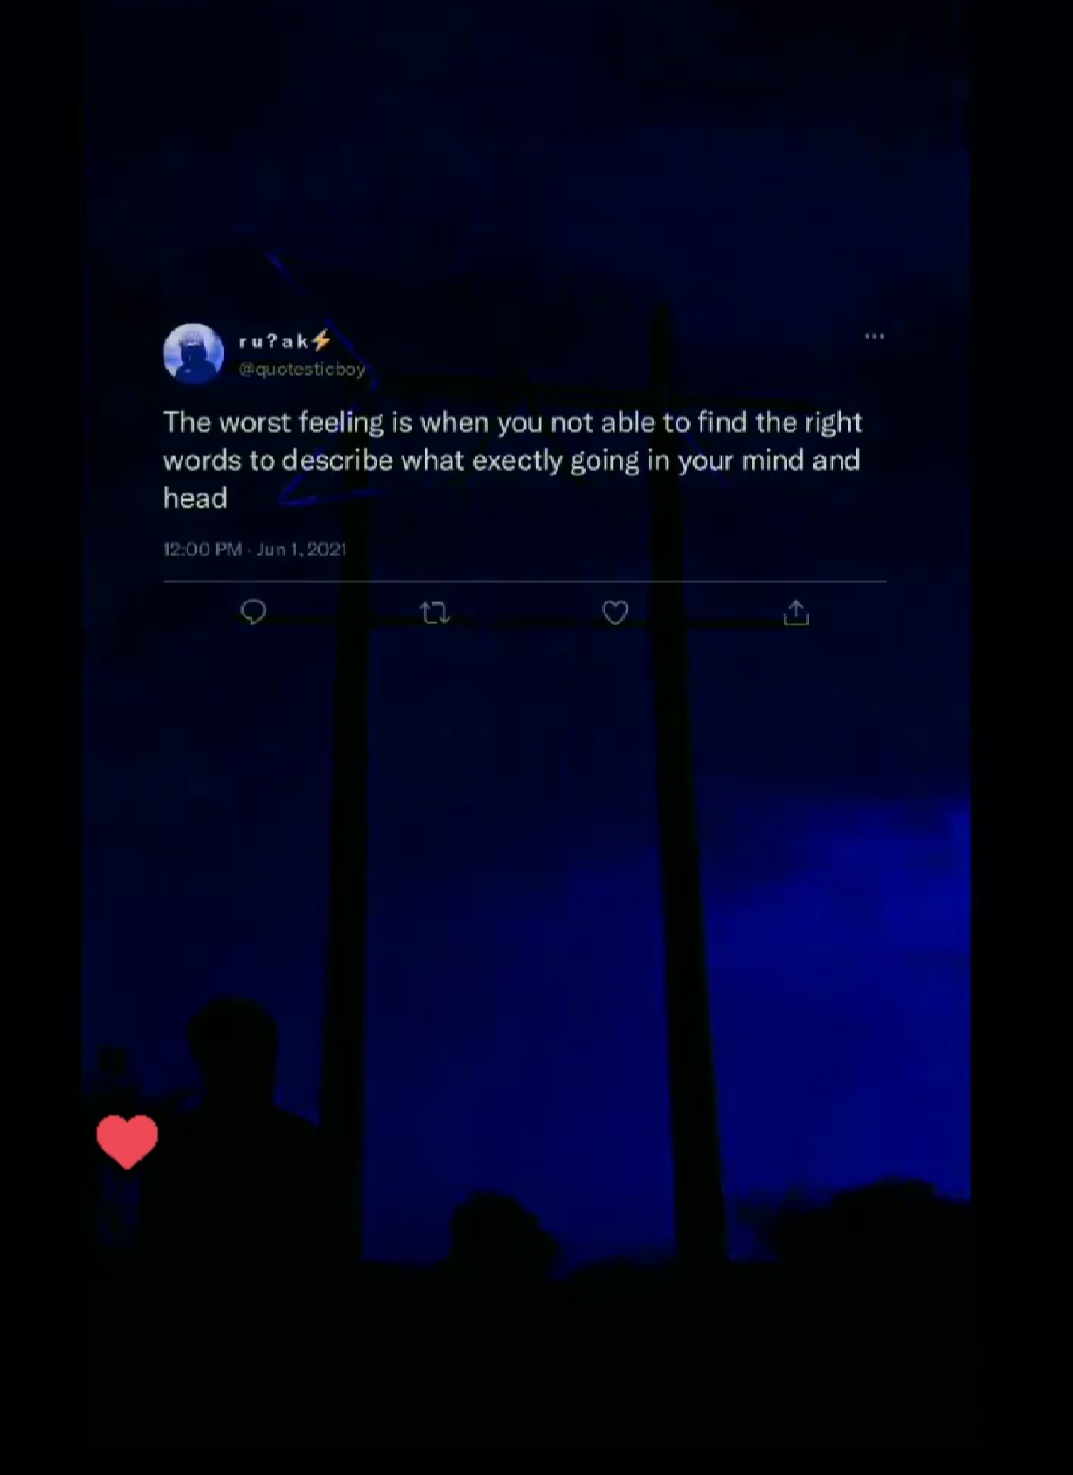 ru?ak⚡
@quotesticboy
The worst feeling is when you not able to find the right
words to describe what exectly going in your mind and
head
12:00 PM · Jun 1, 2021